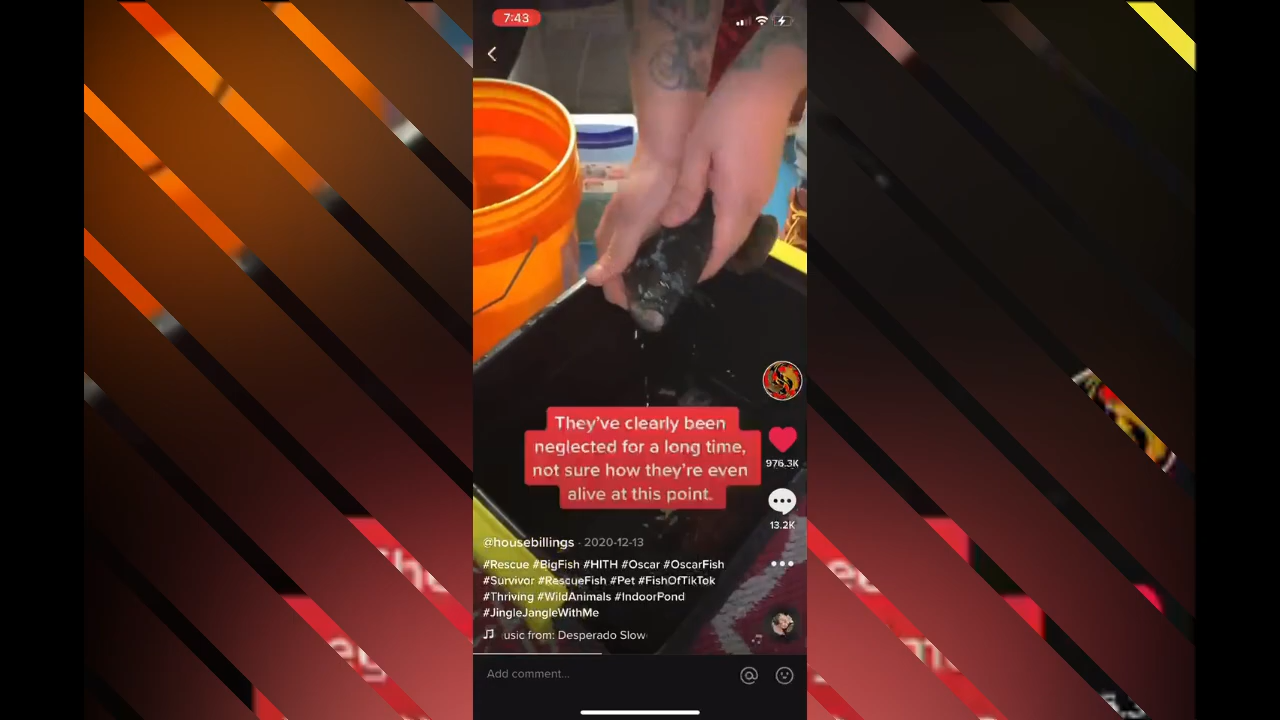 7:43
They've clearly been
neglected for a long time,
not sure how they're even
alive at this point.
976.3K
13.2K
@housebillings · 2020-12-13
#Rescue #BigFish #HITH #Oscar #OscarFish
#Survivor #RescueFish #Pet #FishOfTikTok
#Thriving #WildAnimals #IndoorPond
#JingleJangleWithMe
usic from: Desperado Slow
Add comment...